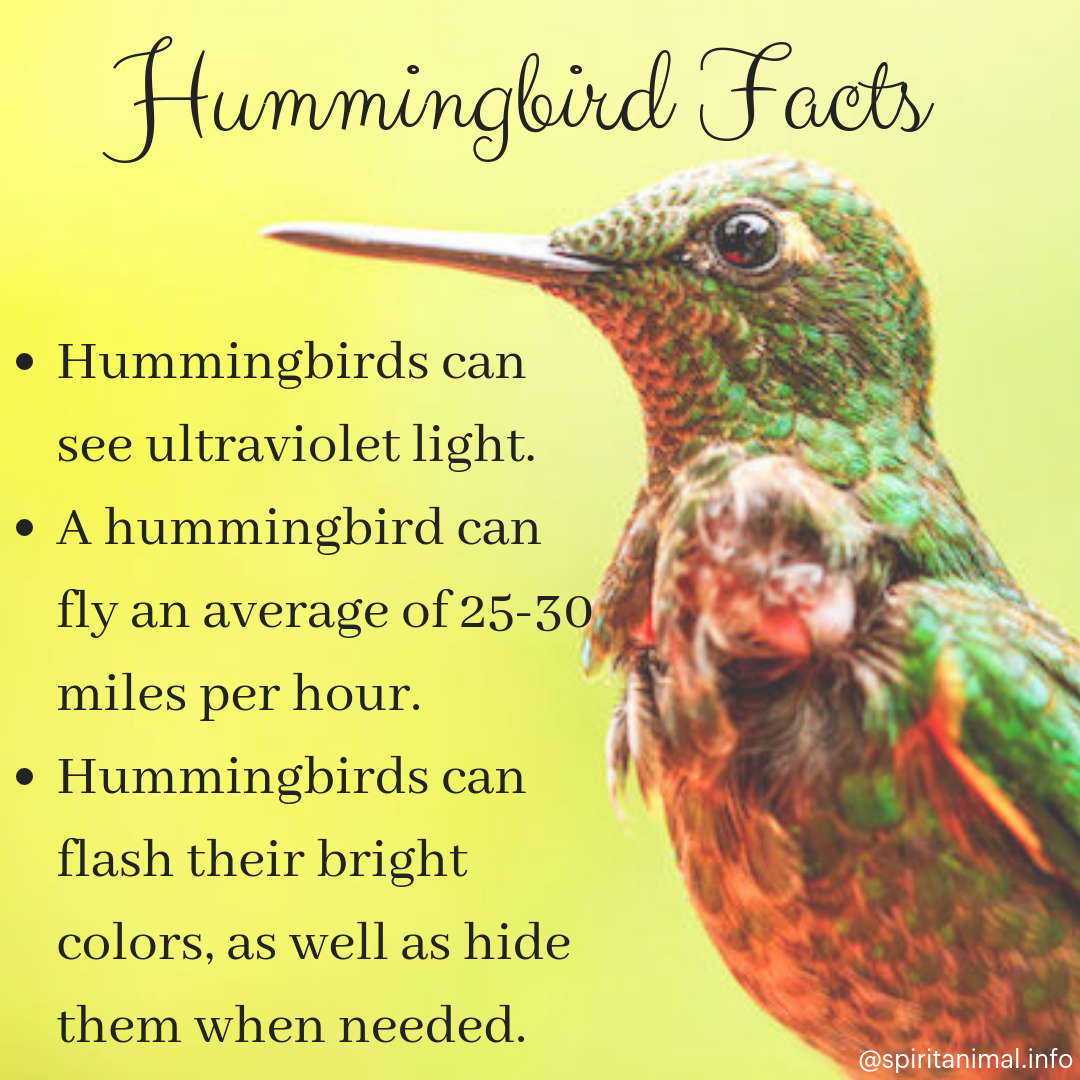 Hummingbird Facts
• Hummingbirds can
see ultraviolet light.
• A hummingbird can
fly an average of 25-30
miles per hour.
• Hummingbirds can
flash their bright
colors, as well as hide
them when needed.
@spiritanimal.info